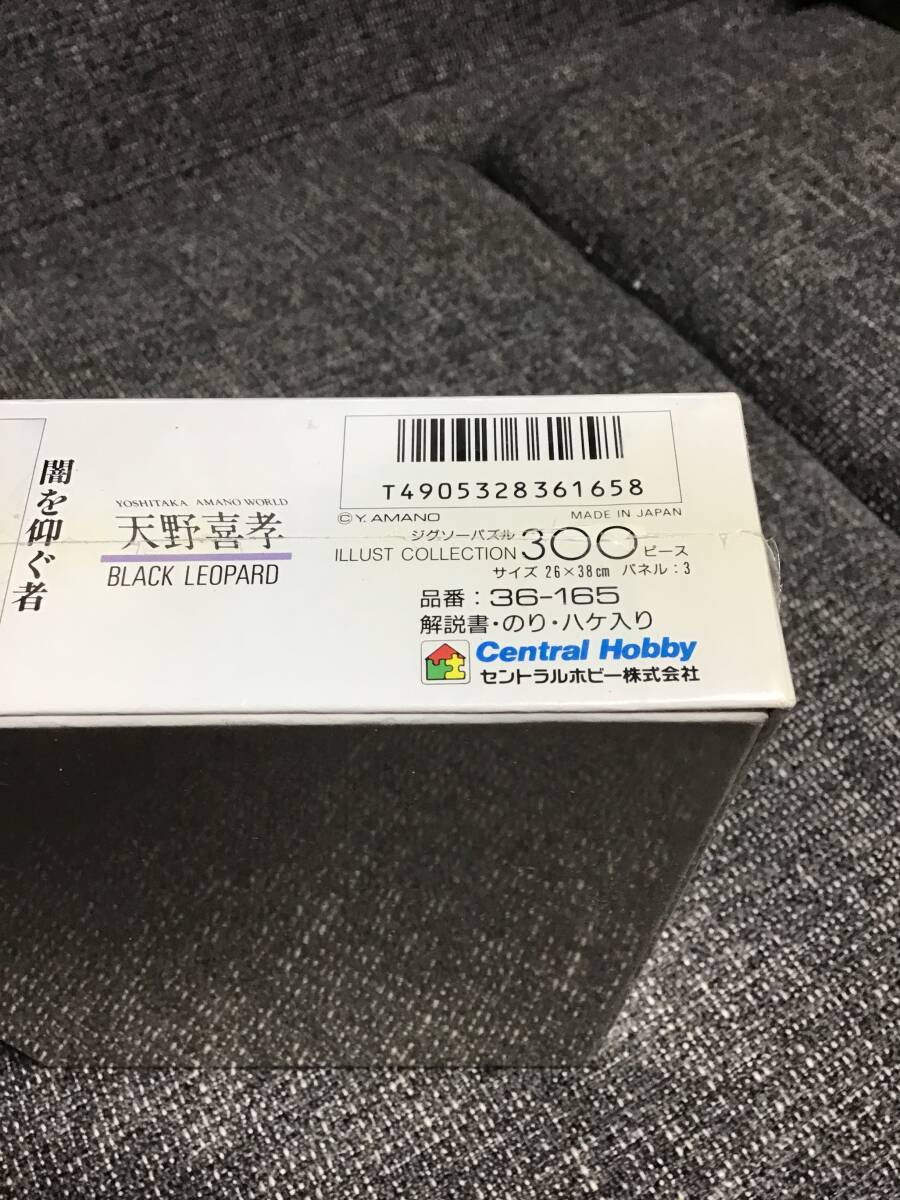 闇を仰ぐ者
YOSHITAKA AMANO WORLD
天野喜孝
BLACK LEOPARD
T4905328361658
©Y. AMANO MADE IN JAPAN
ジグソーパズル
ILLUST COLLECTION 300ピース
サイズ 26×38cm パネル:3
品番:36-165
解説書・のり・ハケ入り
Central Hobby
セントラルホビー株式会社